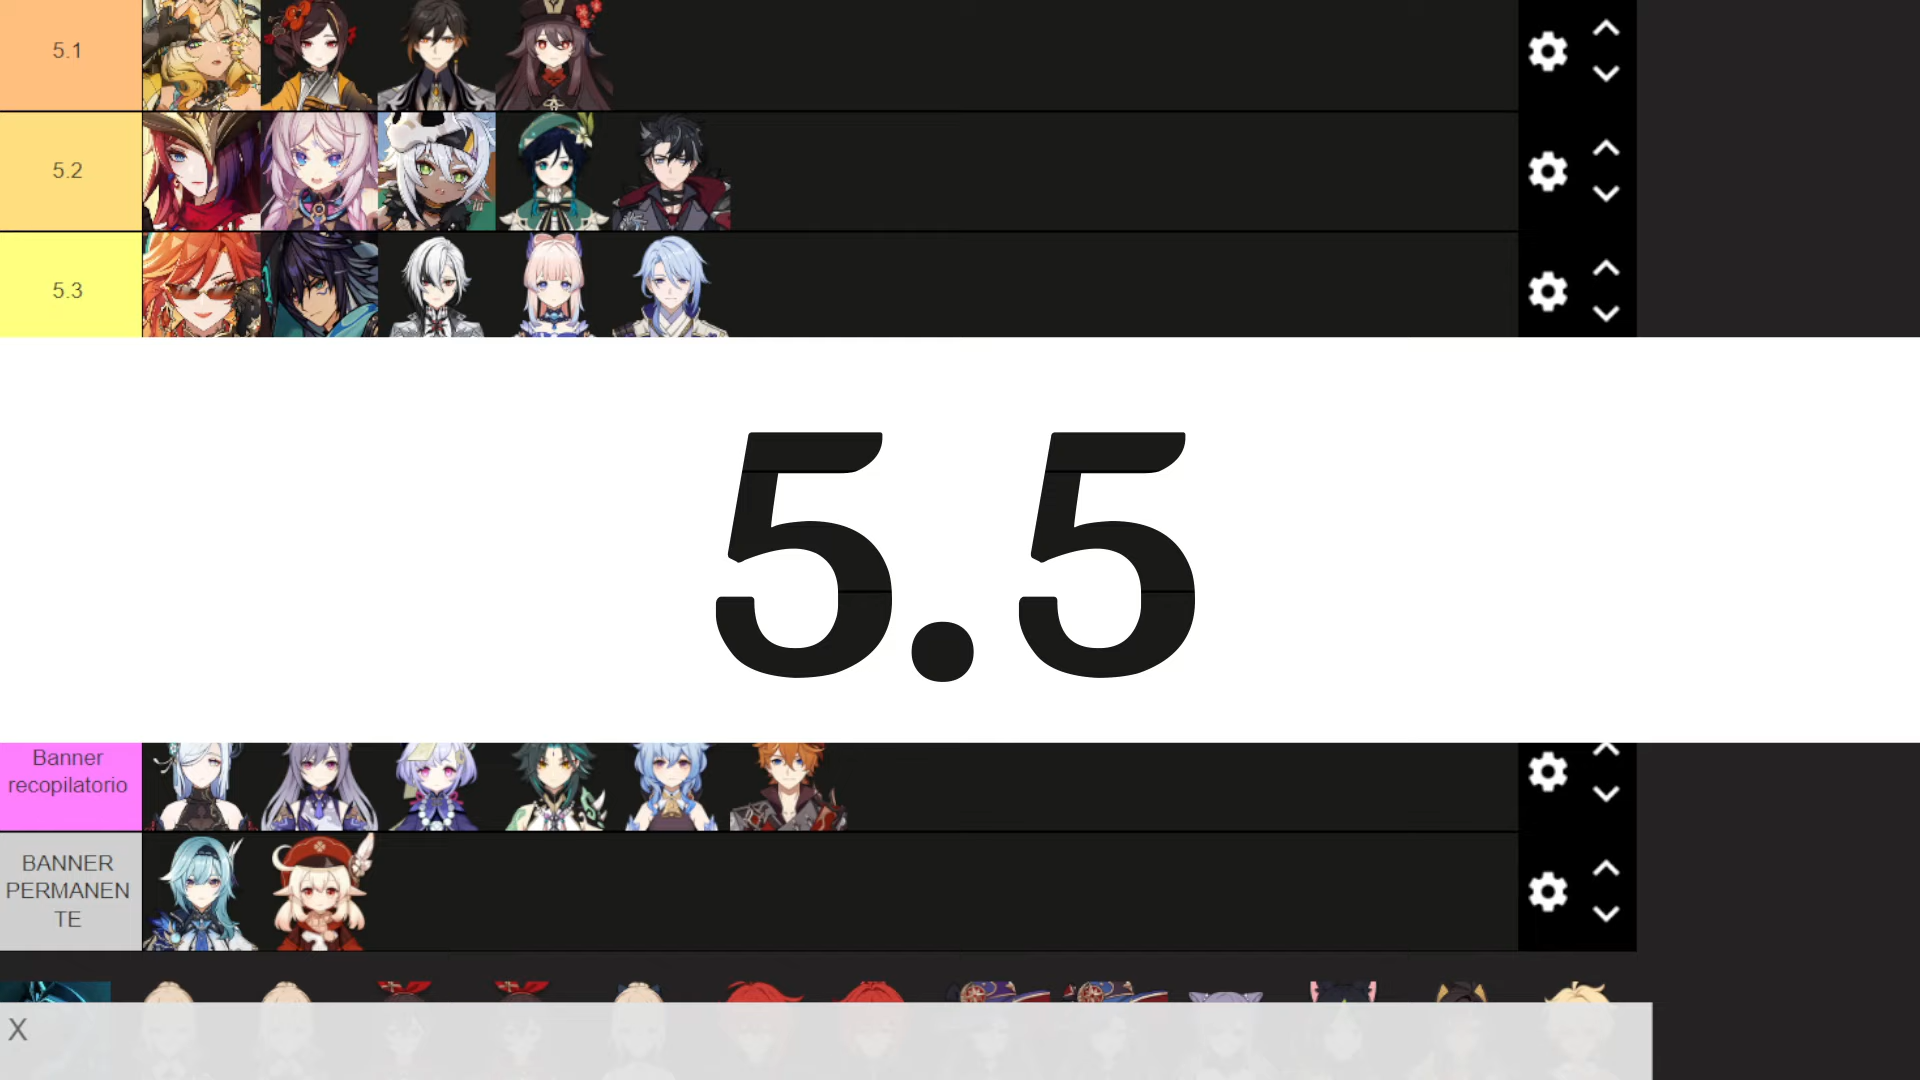 5.1
5.2
5.3
5.5
Banner
recopilatorio
BANNER
PERMANEN
TE
X